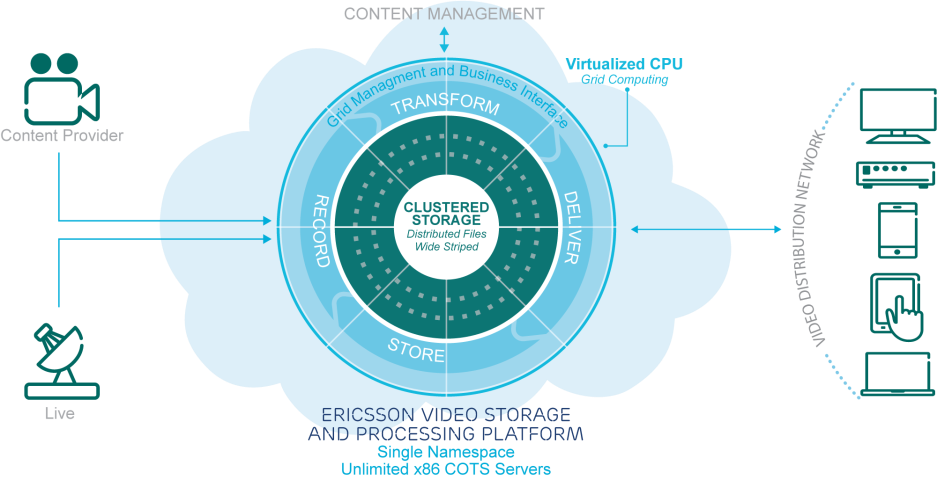 CONTENT MANAGEMENT
Virtualized CPU
Grid Computing
Grid Managment and Business Interface
TRANSFORM
Content Provider
RECORD
CLUSTERED
STORAGE
Distributed Files
Wide Striped
DELIVER
VIDEO DISTRIBUTION NETWORK
STORE
Live
ERICSSON VIDEO STORAGE
AND PROCESSING PLATFORM
Single Namespace
Unlimited x86 COTS Servers